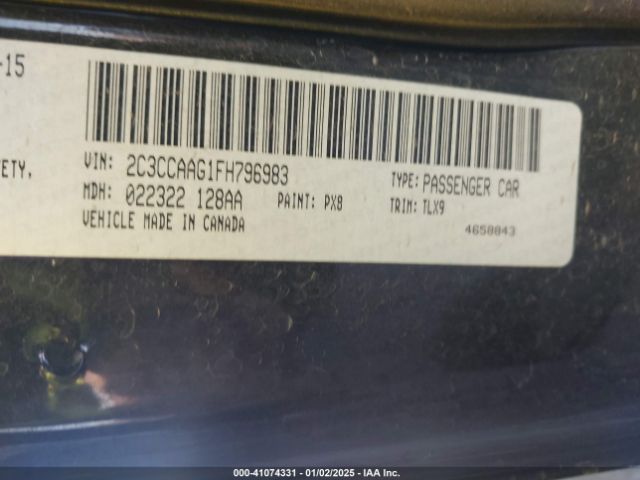 -15
ETY,
VIN: 2C3CCAAG1FH796983
TYPE: PASSENGER CAR
MDH: 022322 128AA
PAINT: PX8
TRIM: TLX9
VEHICLE MADE IN CANADA
4658843
000-41074331 - 01/02/2025 - IAA Inc.